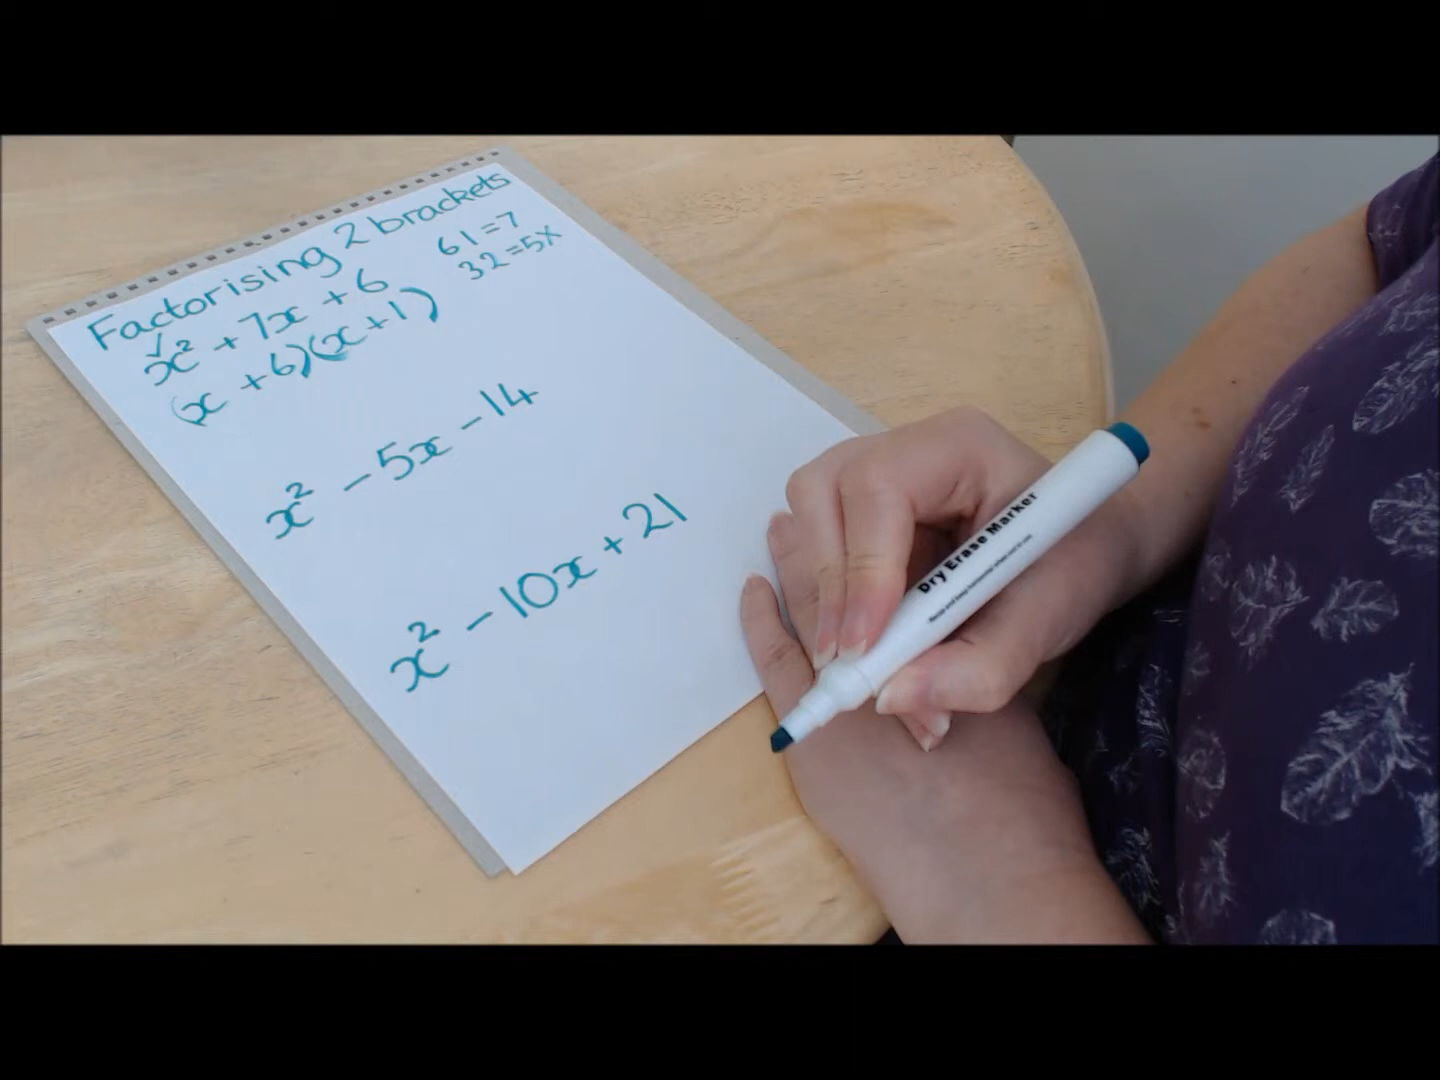 Factorising 2 brackets
61=7
32=5x
x² + 7x + 6
(x + 6)(x + 1)
x² - 5x - 14
x² - 10x + 21
Dry Erase Marker